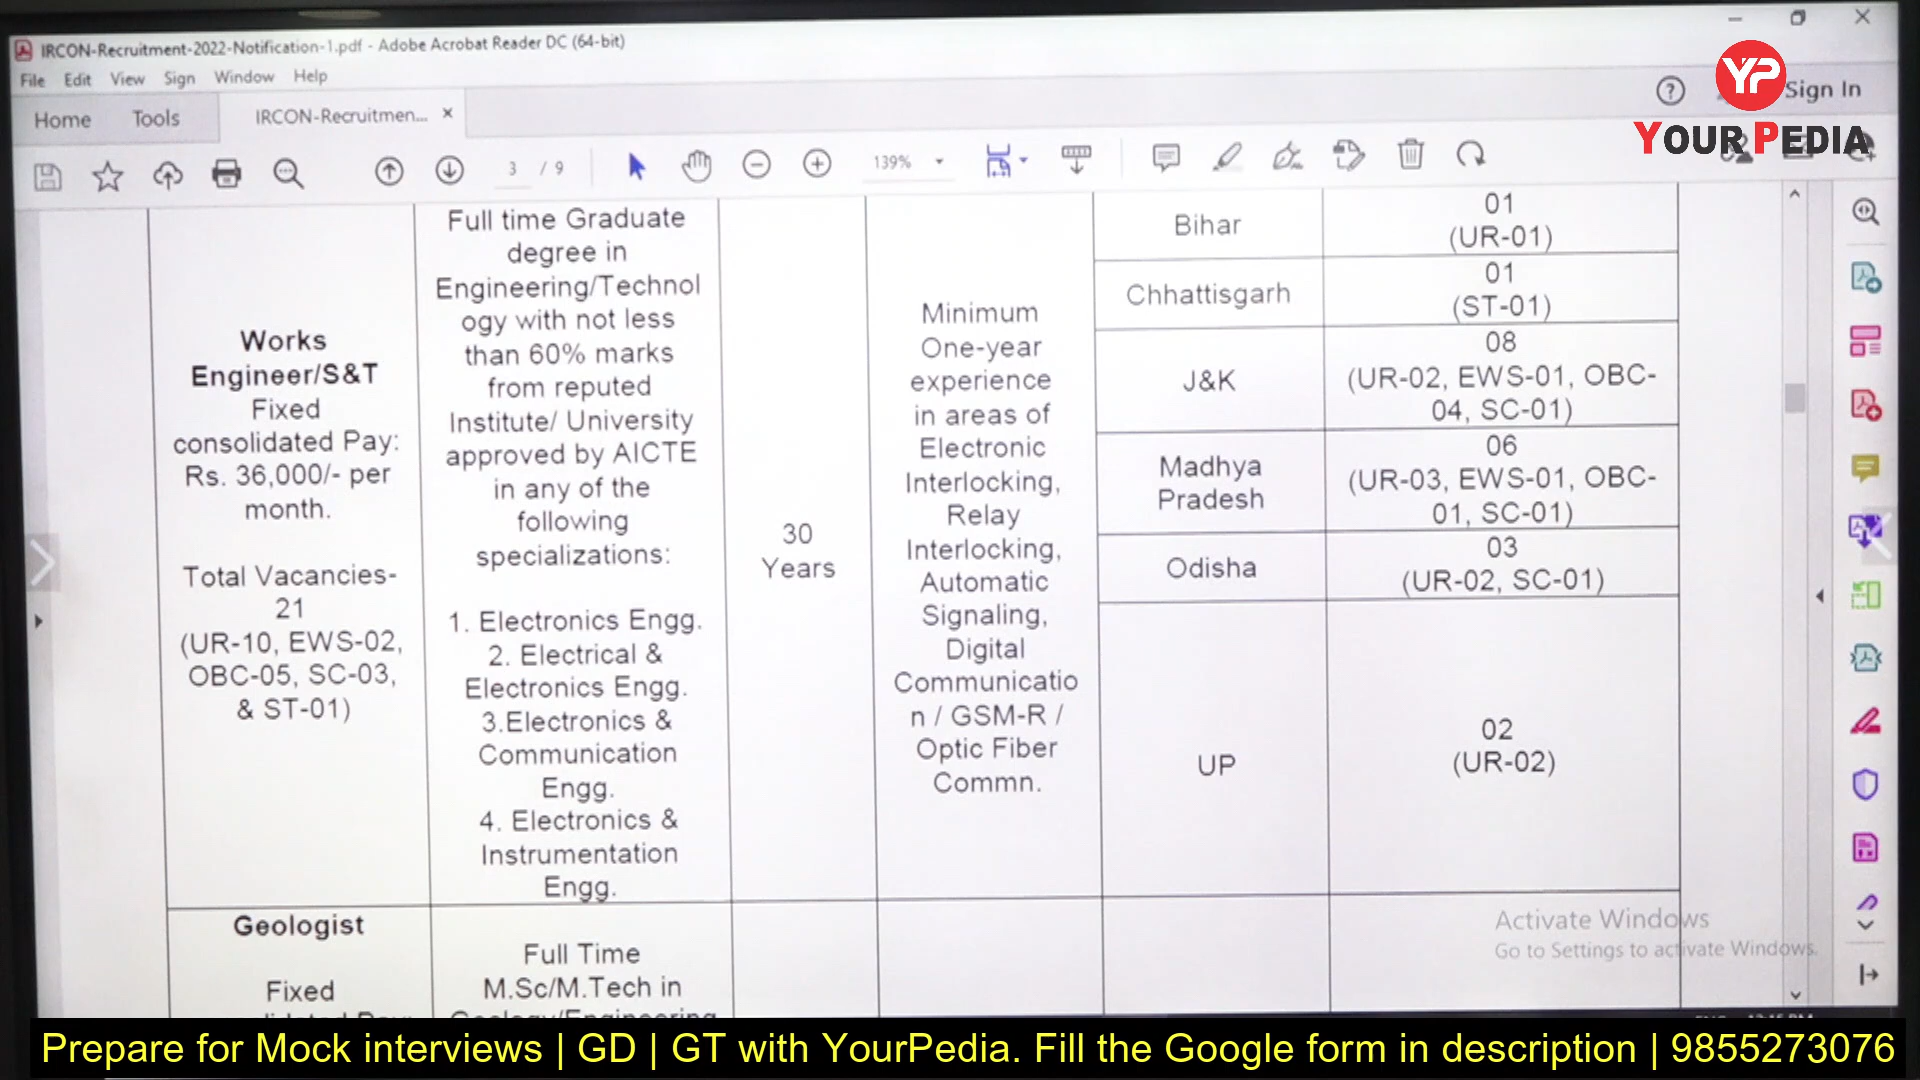 IRCON-Recruitment-2022-Notification-1.pdf - Adobe Acrobat Reader DC (64-bit)
File Edit View Sign Window Help
Home Tools IRCON-Recruitmen...
Sign In
YP
YOUR PEDIA
3 / 9
139%
Works
Engineer/S&T
Fixed
consolidated Pay:
Rs. 36,000/- per
month.
Total Vacancies-
21
(UR-10, EWS-02,
OBC-05, SC-03,
& ST-01)
Full time Graduate
degree in
Engineering/Technol
ogy with not less
than 60% marks
from reputed
Institute/ University
approved by AICTE
in any of the
following
specializations:
1. Electronics Engg.
2. Electrical &
Electronics Engg.
3.Electronics &
Communication
Engg.
4. Electronics &
Instrumentation
Engg.
30
Years
Minimum
One-year
experience
in areas of
Electronic
Interlocking,
Relay
Interlocking,
Automatic
Signaling,
Digital
Communicatio
n / GSM-R /
Optic Fiber
Commn.
Bihar
01
(UR-01)
Chhattisgarh
01
(ST-01)
J&K
08
(UR-02, EWS-01, OBC-
04, SC-01)
Madhya
Pradesh
06
(UR-03, EWS-01, OBC-
01, SC-01)
Odisha
03
(UR-02, SC-01)
UP
02
(UR-02)
Geologist
Fixed
Full Time
M.Sc/M.Tech in
Geology/Engineering
Activate Windows
Go to Settings to activate Windows.
Prepare for Mock interviews | GD | GT with YourPedia. Fill the Google form in description | 9855273076